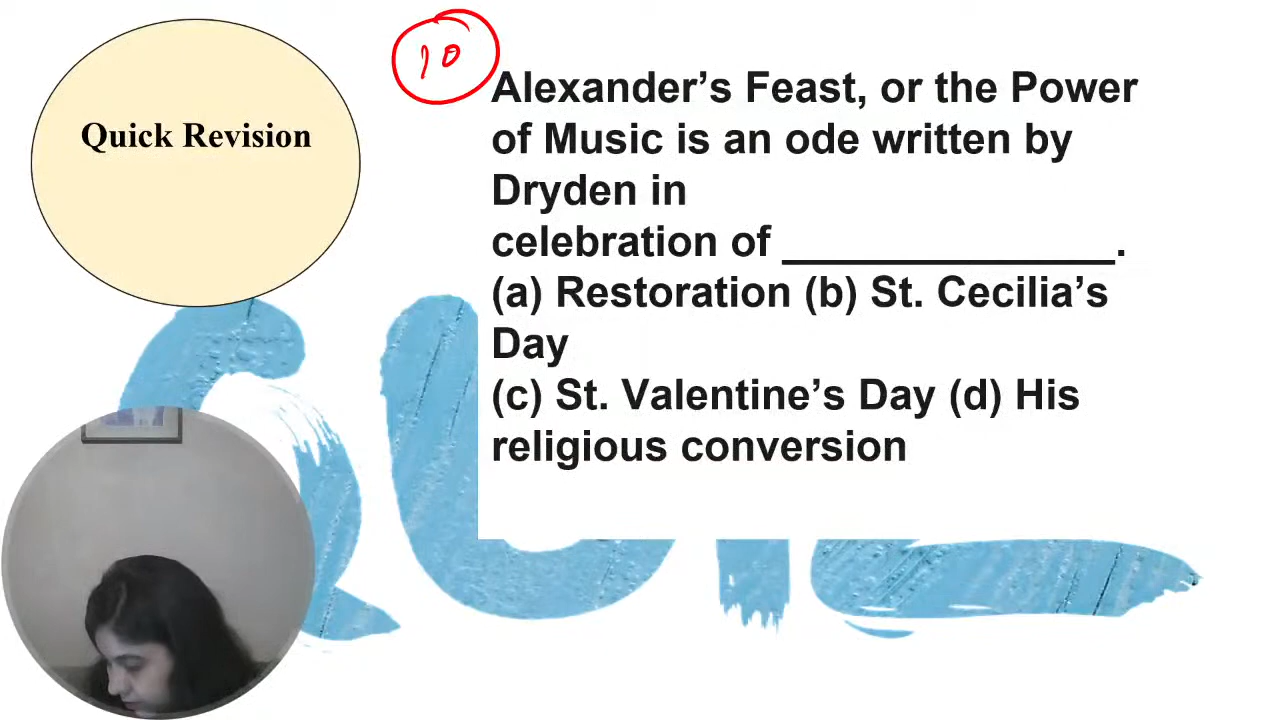 Quick Revision
10
Alexander’s Feast, or the Power
of Music is an ode written by
Dryden in
celebration of ______________.
(a) Restoration (b) St. Cecilia’s
Day
(c) St. Valentine’s Day (d) His
religious conversion